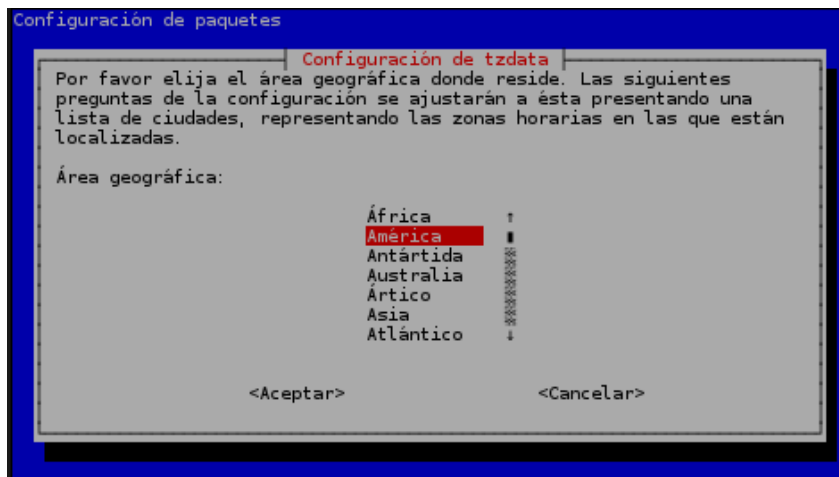 Configuración de paquetes
Configuración de tzdata
Por favor elija el área geográfica donde reside. Las siguientes
preguntas de la configuración se ajustarán a ésta presentando una
lista de ciudades, representando las zonas horarias en las que están
localizadas.
Área geográfica:
África
América
Antártida
Australia
Ártico
Asia
Atlántico
<Aceptar> <Cancelar>